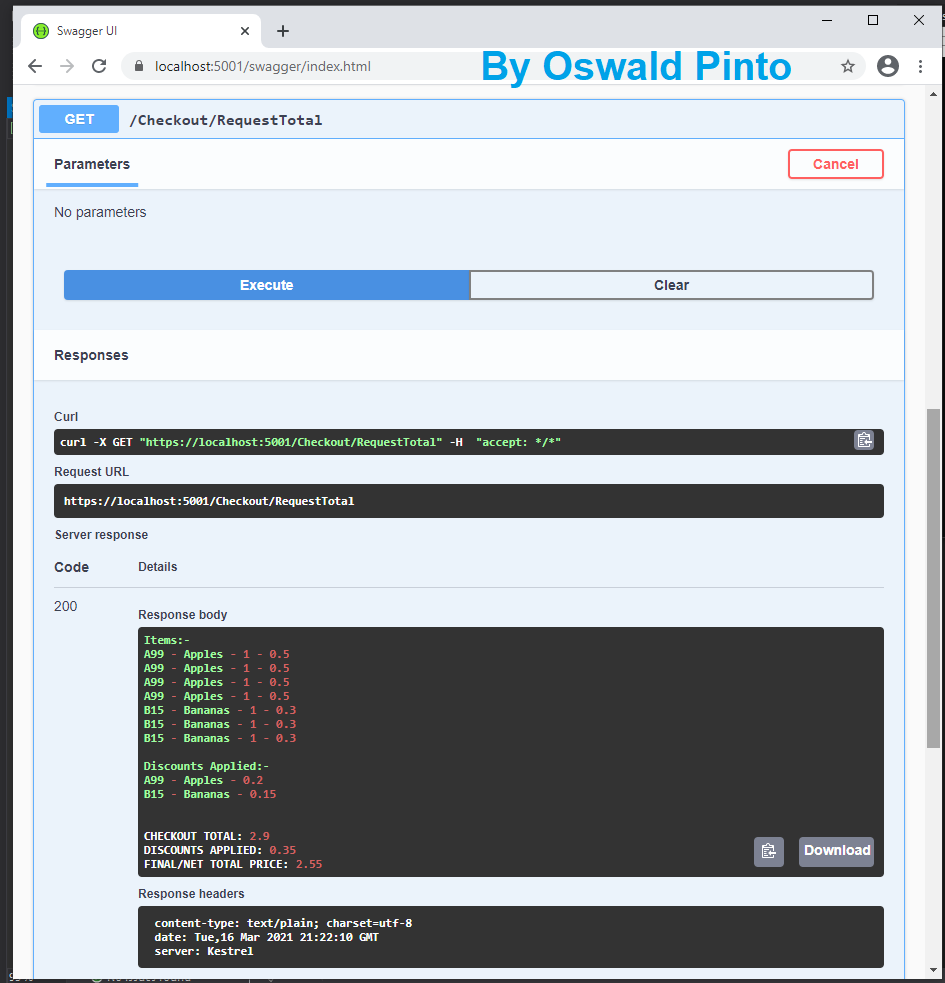 Swagger UI
localhost:5001/swagger/index.html
By Oswald Pinto
GET /Checkout/RequestTotal
Parameters
Cancel
No parameters
Execute
Clear
Responses
Curl
curl -X GET "https://localhost:5001/Checkout/RequestTotal" -H  "accept: */*"
Request URL
https://localhost:5001/Checkout/RequestTotal
Server response
Code Details
200
Response body
Items:-
A99 - Apples - 1 - 0.5
A99 - Apples - 1 - 0.5
A99 - Apples - 1 - 0.5
A99 - Apples - 1 - 0.5
B15 - Bananas - 1 - 0.3
B15 - Bananas - 1 - 0.3
B15 - Bananas - 1 - 0.3
Discounts Applied:-
A99 - Apples - 0.2
B15 - Bananas - 0.15
CHECKOUT TOTAL: 2.9
DISCOUNTS APPLIED: 0.35
FINAL/NET TOTAL PRICE: 2.55
Download
Response headers
content-type: text/plain; charset=utf-8
date: Tue,16 Mar 2021 21:22:10 GMT
server: Kestrel